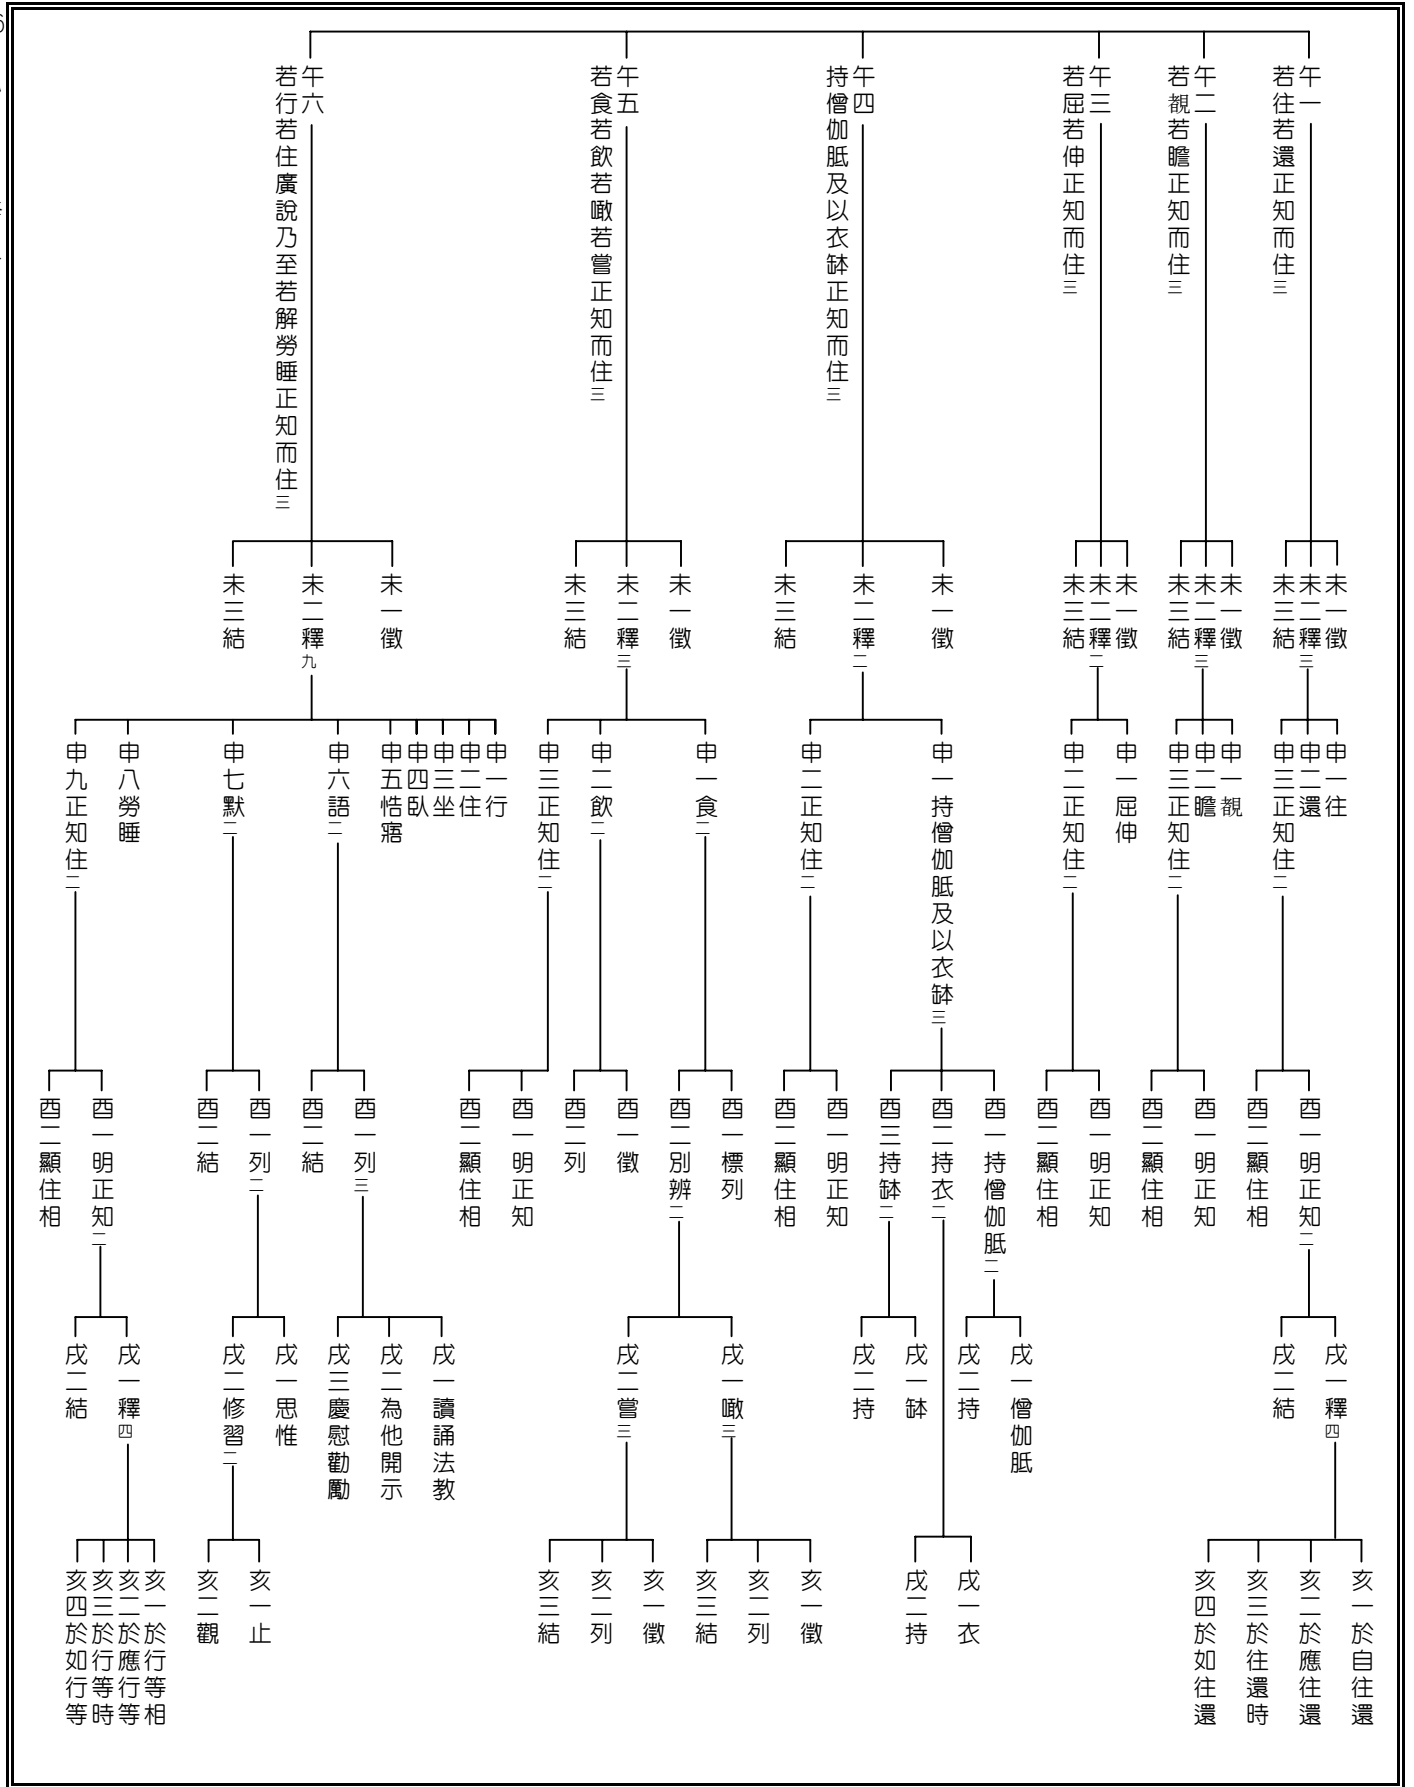 午一
若往若還正知而住三
未一徵
未二釋三
未三結
申一往
申二還
申三正知住二
酉一明正知二
酉二顯住相
戌一釋四
戌二結
亥一於自往還
亥二於應往還
亥三於往還時
亥四於如往還
午二
若覩若瞻正知而住三
未一徵
未二釋三
未三結
申一覩
申二瞻
申三正知住二
酉一明正知
酉二顯住相
午三
若屈若伸正知而住三
未一徵
未二釋二
未三結
申一屈伸
申二正知住二
酉一明正知
酉二顯住相
午四
持僧伽胝及以衣缽正知而住三
未一徵
未二釋二
未三結
申一持僧伽胝及以衣缽三
酉一持僧伽胝二
戌一僧伽胝
戌二持
酉二持衣二
戌一衣
戌二持
酉三持缽二
戌一缽
戌二持
申二正知住二
酉一明正知
酉二顯住相
午五
若食若飲若噉若嘗正知而住三
未一徵
未二釋三
未三結
申一食二
酉一標列
酉二別辨二
戌一噉三
亥一徵
亥二列
亥三結
戌二嘗三
亥一徵
亥二列
亥三結
申二飲二
酉一徵
酉二列
申三正知住二
酉一明正知
酉二顯住相
午六
若行若住廣說乃至若解勞睡正知而住三
未一徵
未二釋九
未三結
申一行
申二住
申三坐
申四臥
申五悎寤
申六語二
酉一列三
戌一讀誦法教
戌二為他開示
戌三慶慰勸勵
酉二結
申七默二
酉一列二
戌一思惟
戌二修習二
亥一止
亥二觀
酉二結
申八勞睡
申九正知住二
酉一明正知二
戌一釋四
亥一於行等相
亥二於應行等
亥三於行等時
亥四於如行等
戌二結
酉二顯住相